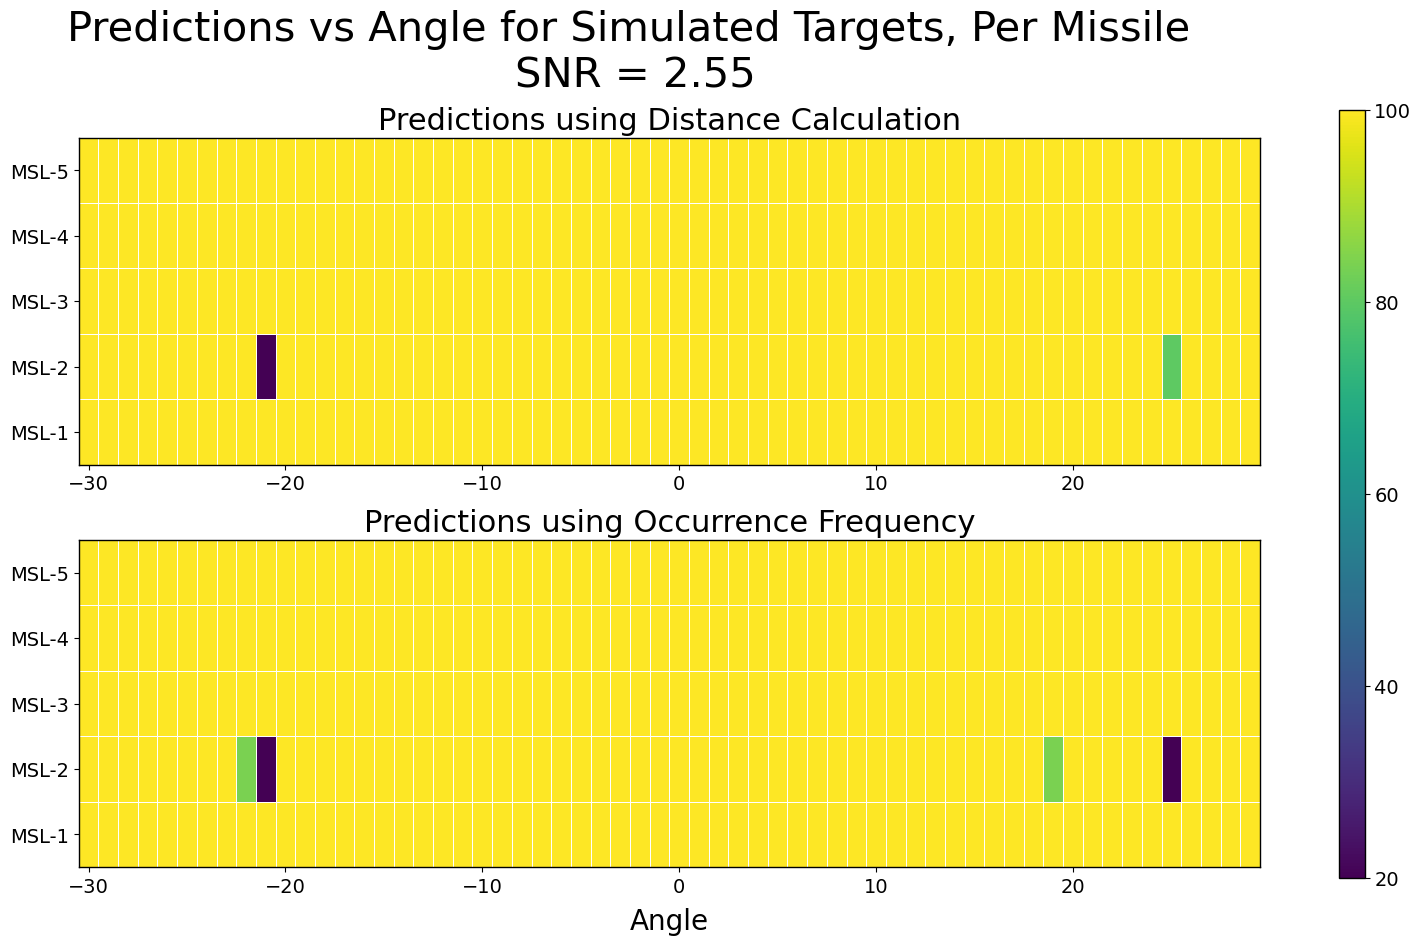 Predictions vs Angle for Simulated Targets, Per Missile
SNR = 2.55
Predictions using Distance Calculation
MSL-5
MSL-4
MSL-3
MSL-2
MSL-1
−30 −20 −10 0 10 20
Predictions using Occurrence Frequency
MSL-5
MSL-4
MSL-3
MSL-2
MSL-1
−30 −20 −10 0 10 20
Angle
100
80
60
40
20